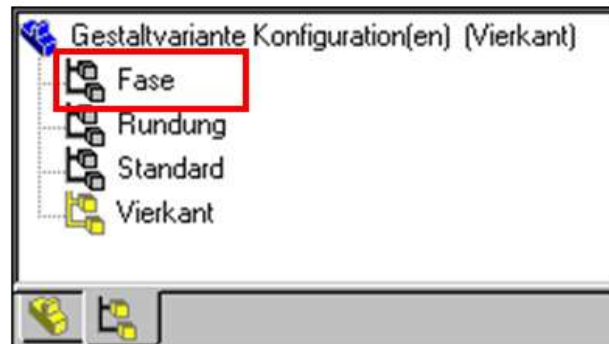 Gestaltvariante Konfiguration(en) (Vierkant)
Fase
Rundung
Standard
Vierkant